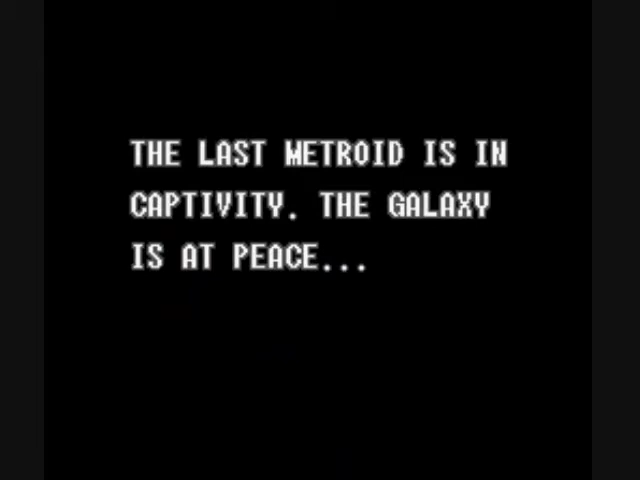 THE LAST METROID IS IN
CAPTIVITY. THE GALAXY
IS AT PEACE...